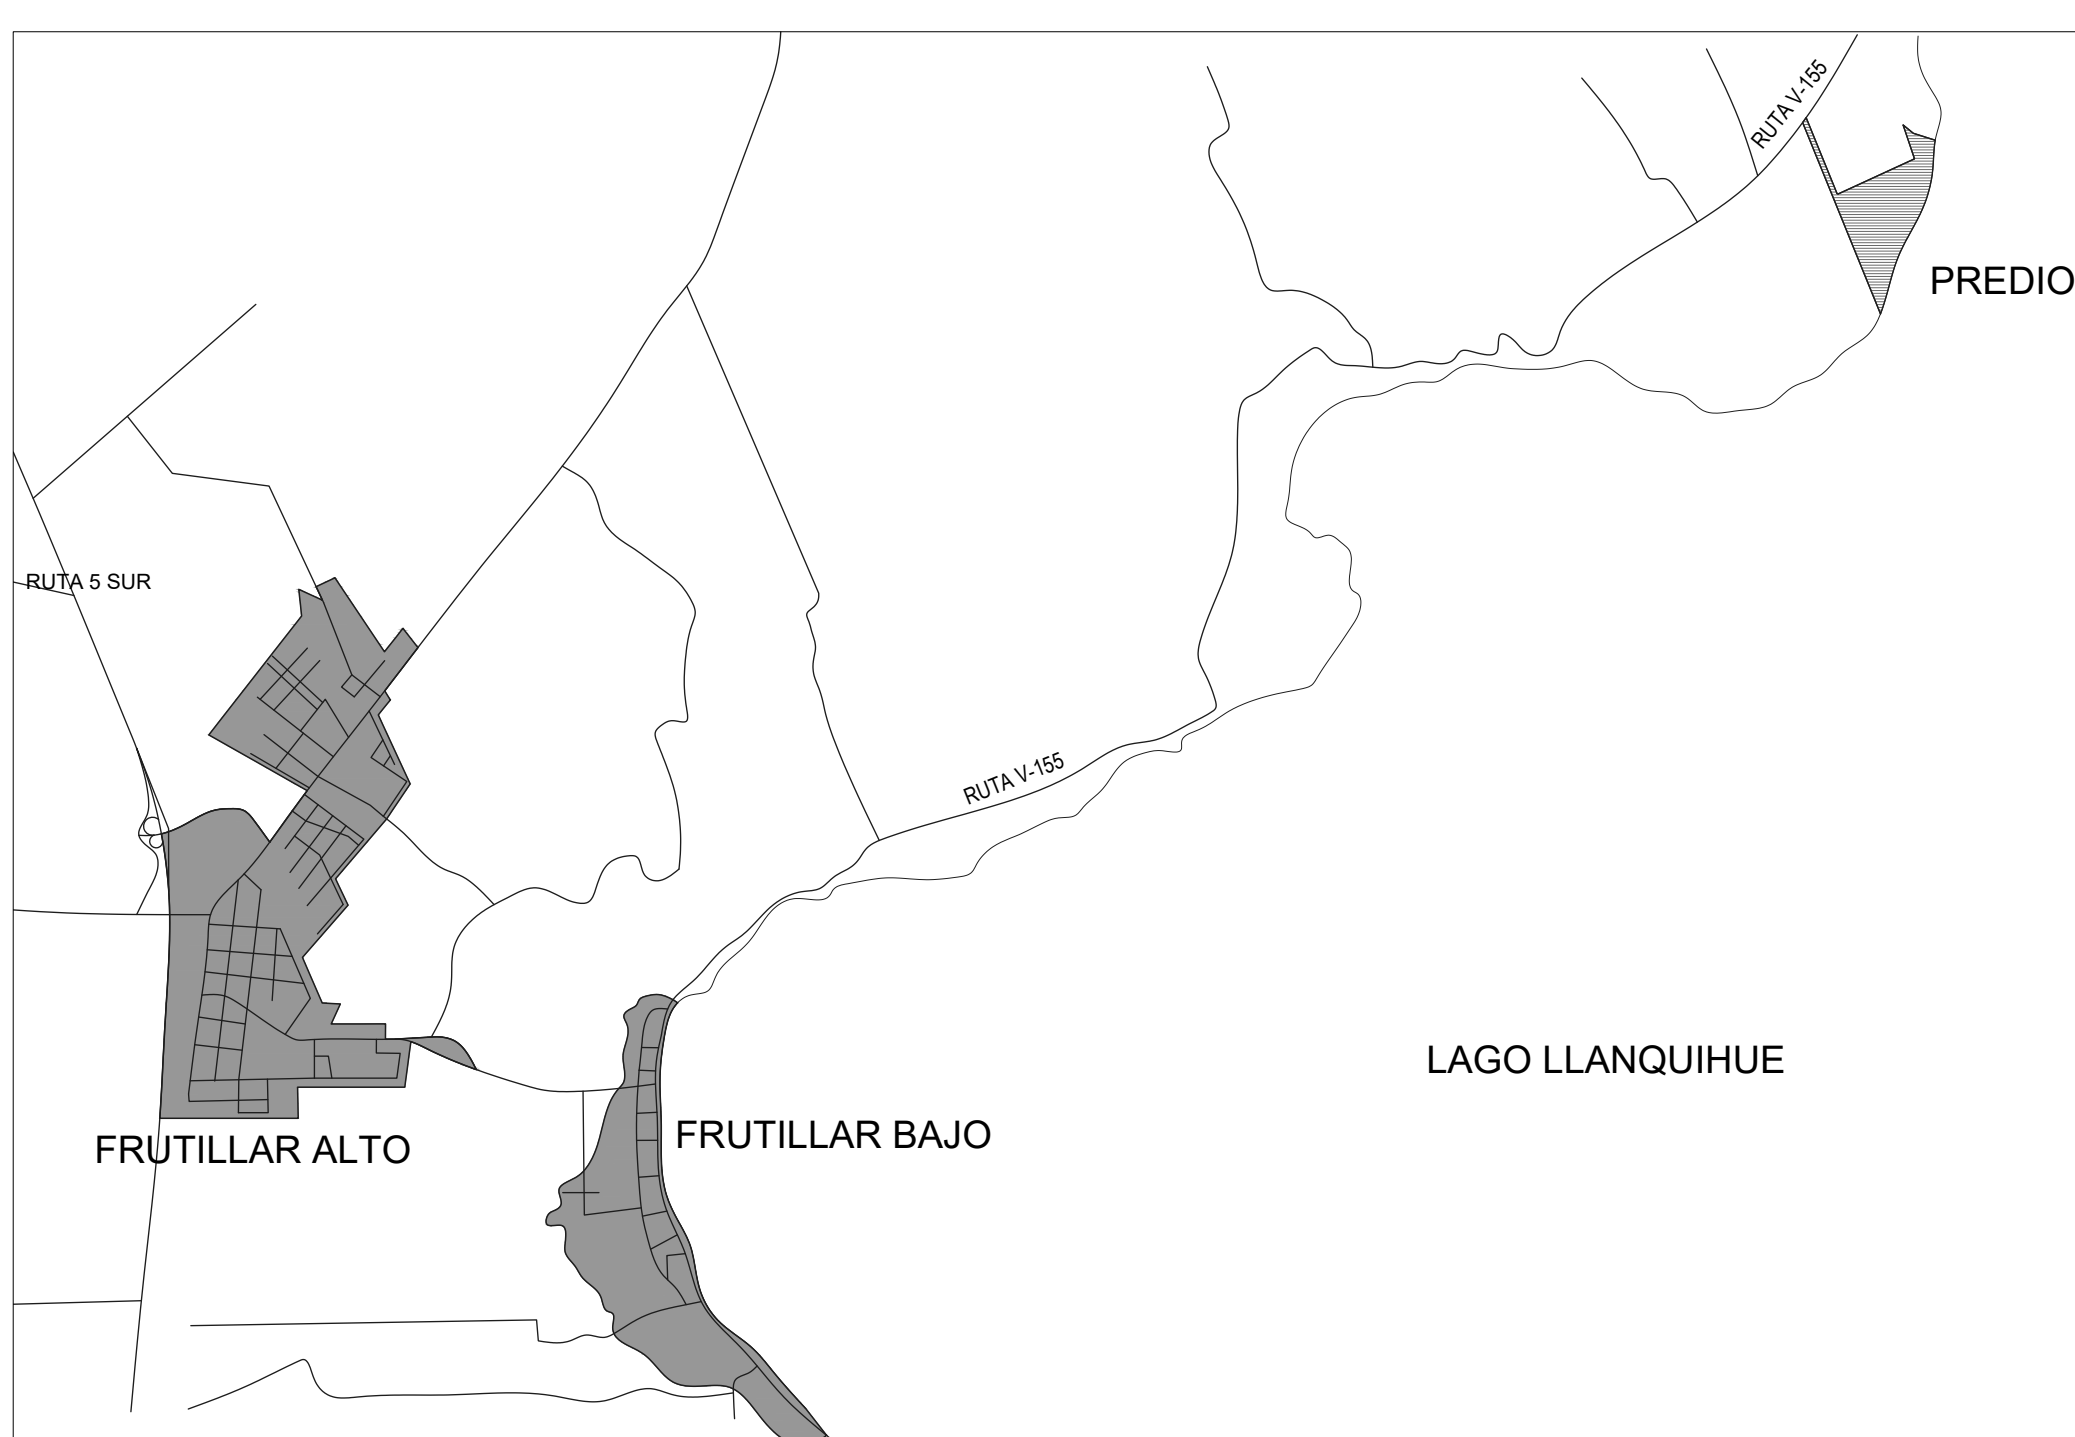 RUTA V-155
PREDIO
RUTA 5 SUR
RUTA V-155
LAGO LLANQUIHUE
FRUTILLAR BAJO
FRUTILLAR ALTO